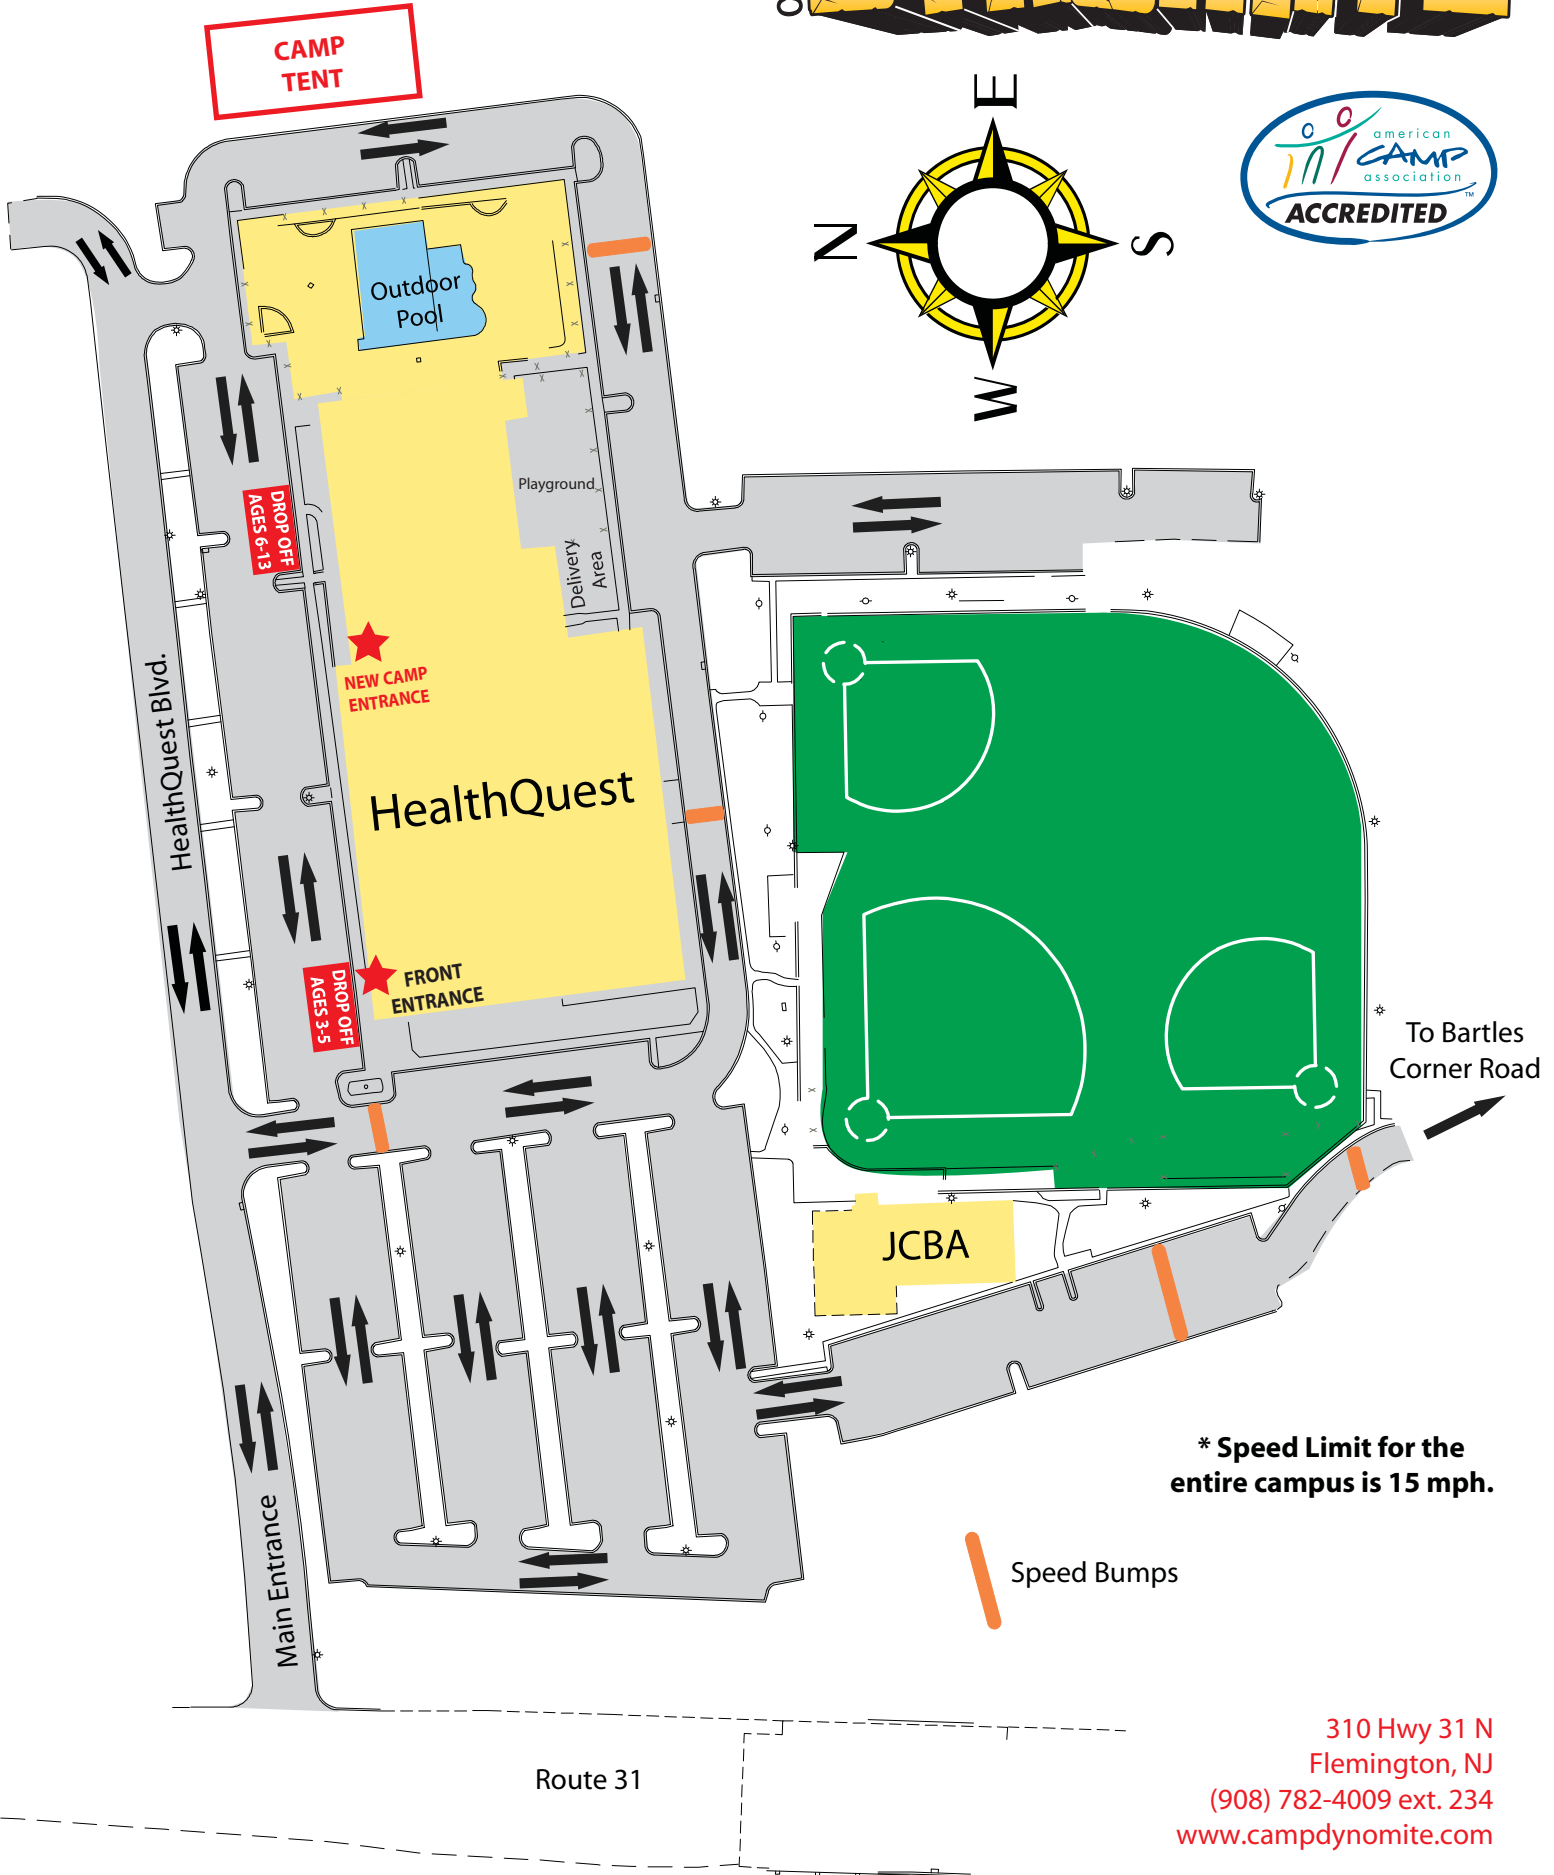 CAMP
TENT
E
N
S
W
american
CAMP
association
™
ACCREDITED
Outdoor
Pool
Playground
Delivery
Area
DROP OFF
AGES 6-13
NEW CAMP
ENTRANCE
HealthQuest Blvd.
HealthQuest
FRONT
ENTRANCE
DROP OFF
AGES 3-5
To Bartles
Corner Road
JCBA
* Speed Limit for the
entire campus is 15 mph.
Speed Bumps
Main Entrance
Route 31
310 Hwy 31 N
Flemington, NJ
(908) 782-4009 ext. 234
www.campdynomite.com